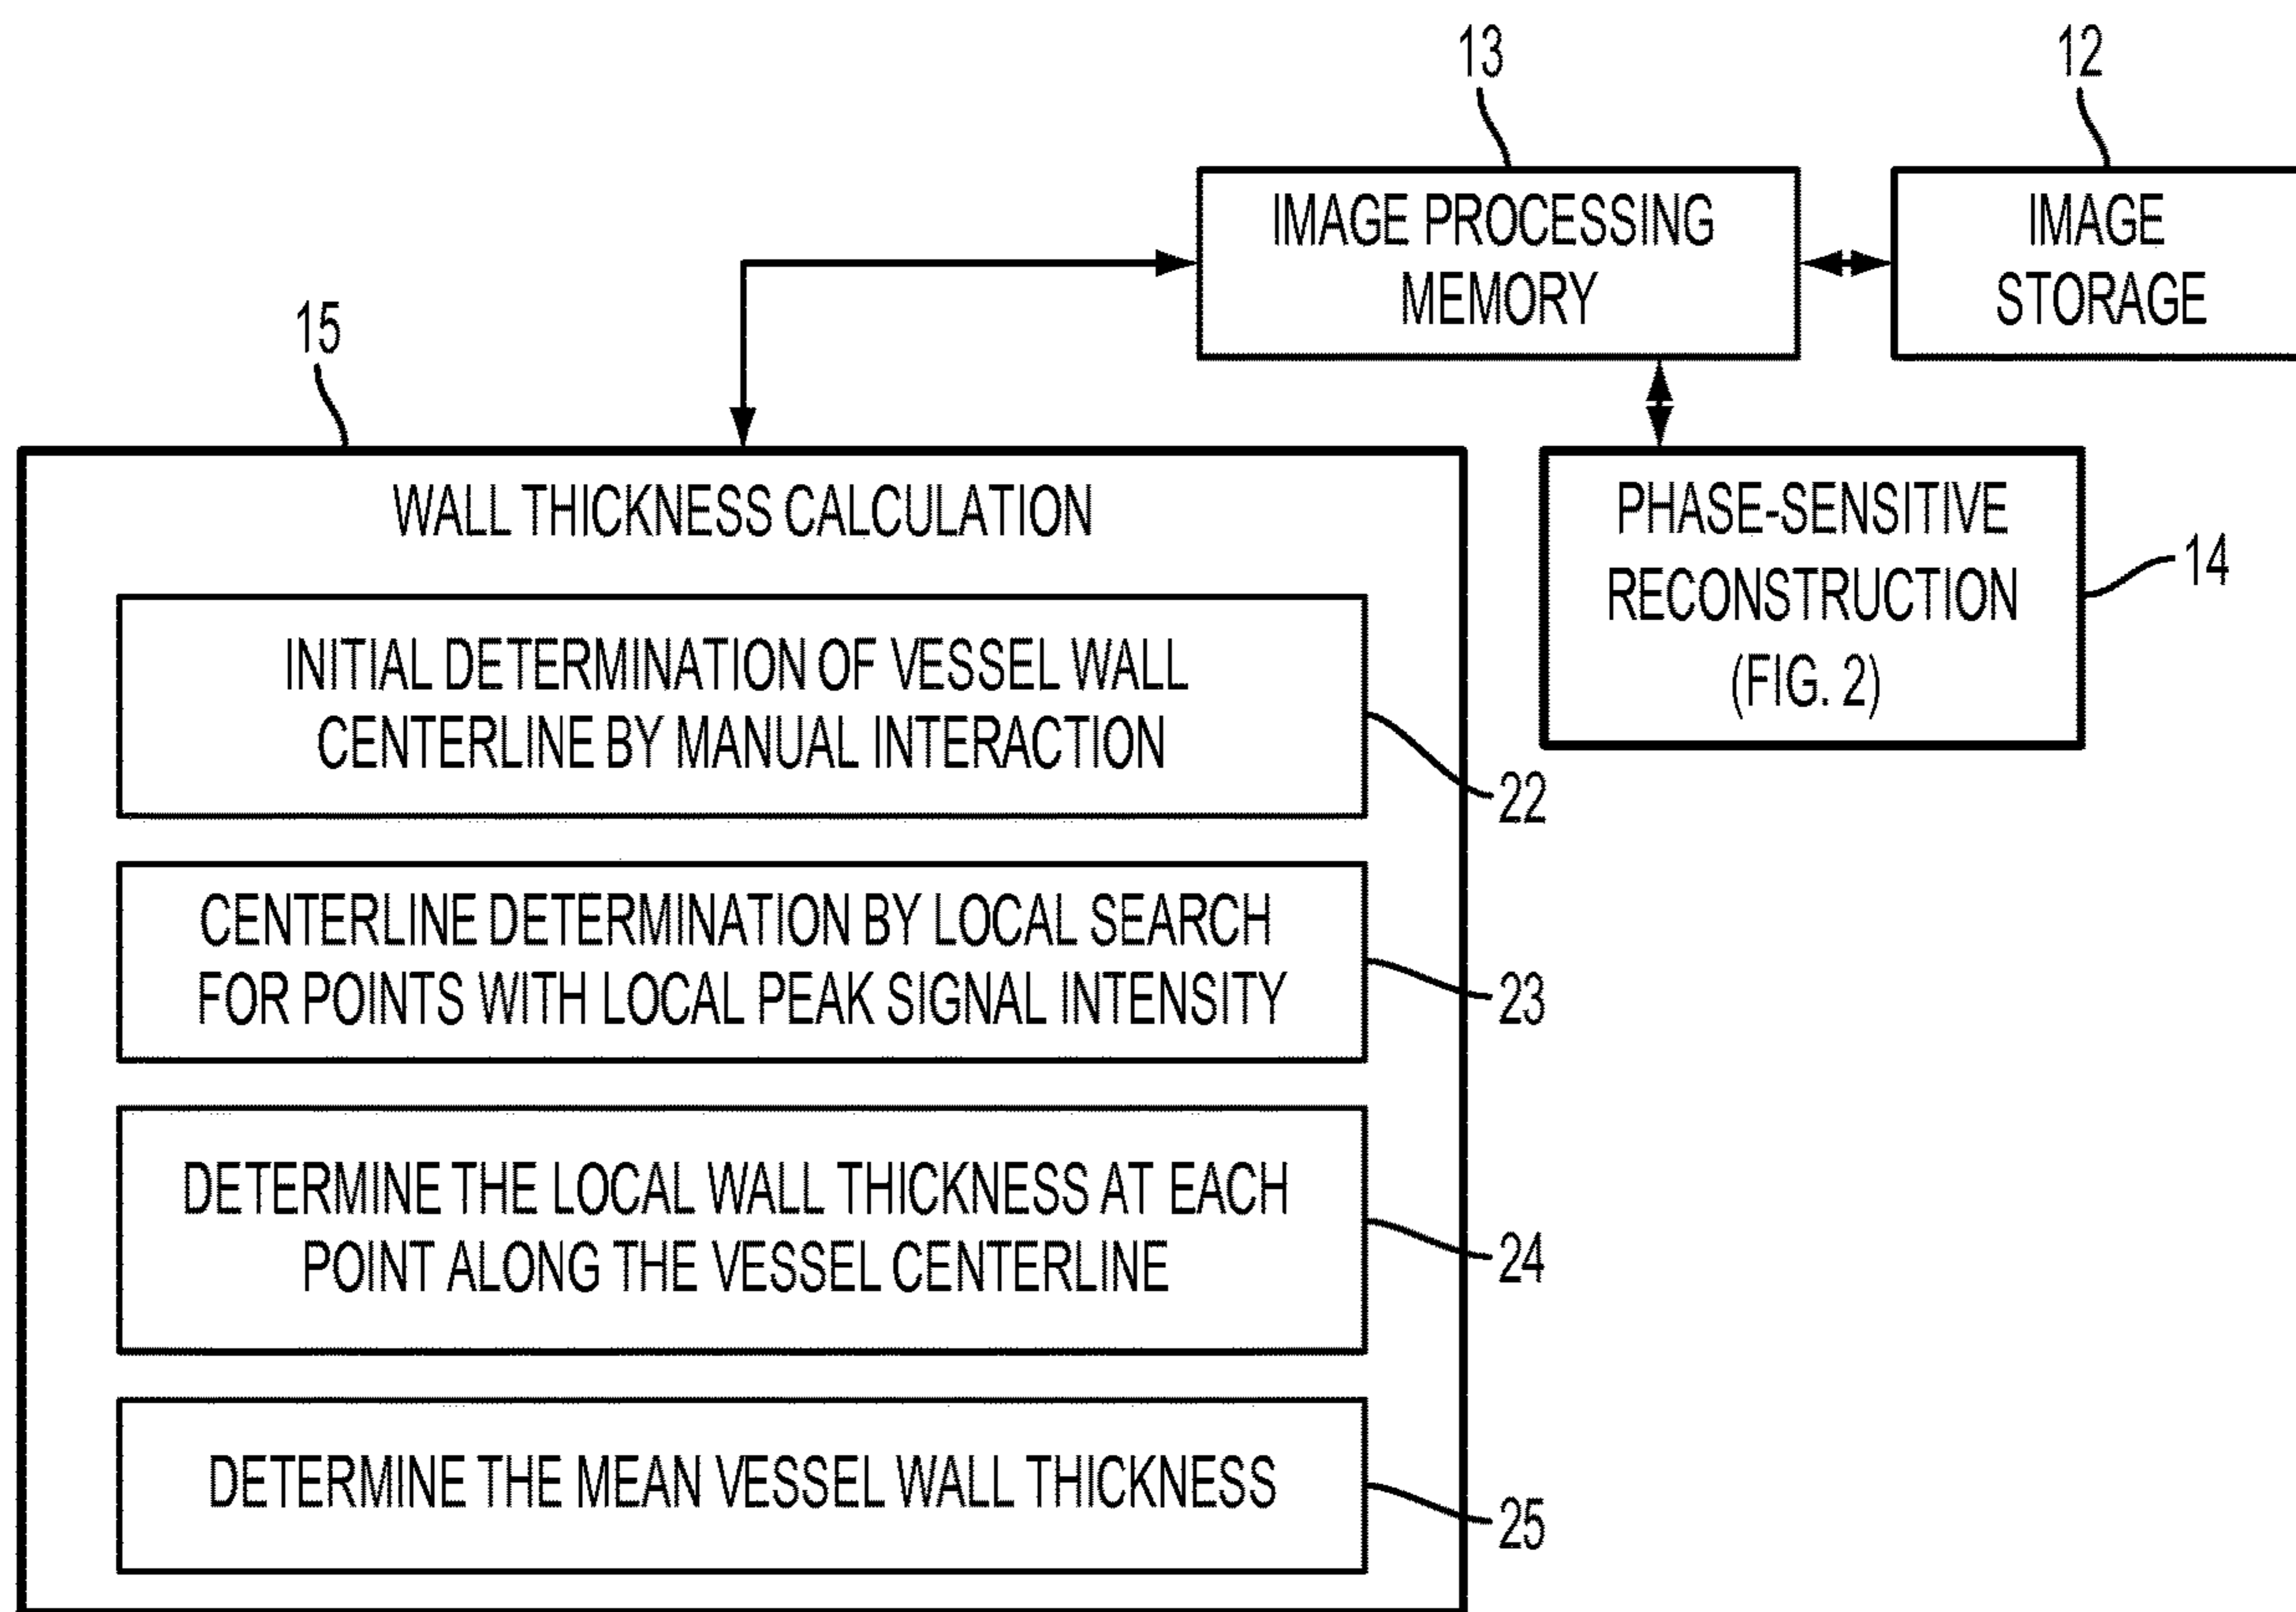 13
12
IMAGE PROCESSING
MEMORY
IMAGE
STORAGE
15
WALL THICKNESS CALCULATION
PHASE-SENSITIVE
RECONSTRUCTION
(FIG. 2)
14
INITIAL DETERMINATION OF VESSEL WALL
CENTERLINE BY MANUAL INTERACTION
22
CENTERLINE DETERMINATION BY LOCAL SEARCH
FOR POINTS WITH LOCAL PEAK SIGNAL INTENSITY
23
DETERMINE THE LOCAL WALL THICKNESS AT EACH
POINT ALONG THE VESSEL CENTERLINE
24
DETERMINE THE MEAN VESSEL WALL THICKNESS
25